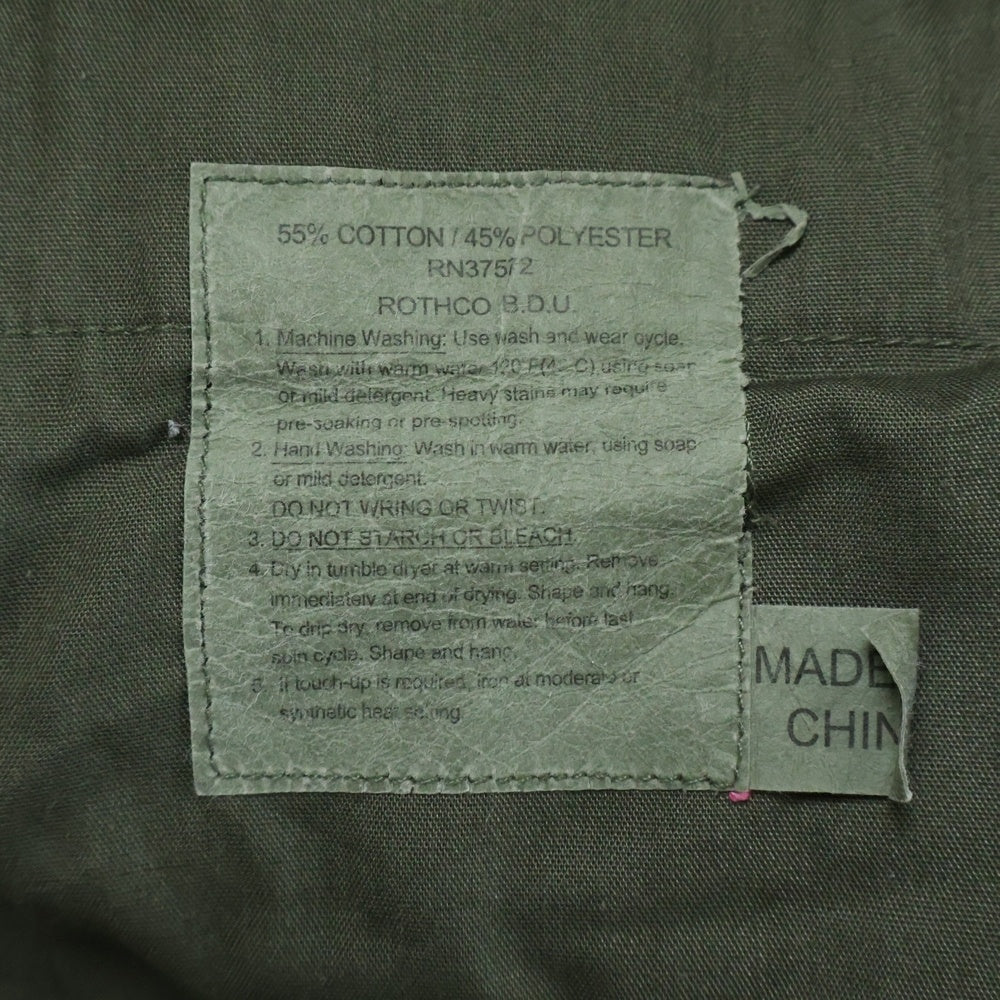 55% COTTON / 45% POLYESTER
RN37572
ROTHCO B.D.U.
1. Machine Washing: Use wash and wear cycle.
Wash with warm water 120 F( C) using soap
or mild detergent. Heavy stains may require
pre-soaking or pre-spotting.
2. Hand Washing: Wash in warm water, using soap
or mild detergent.
DO NOT WRING OR TWIST.
3. DO NOT STARCH OR BLEACH.
4. Dry in tumble dryer at warm setting. Remove
immediately at end of drying. Shape and hang.
To drip dry, remove from water before last
spin cycle. Shape and hang.
5. If touch-up is required, iron at moderate or
synthetic heat setting.
MADE
CHIN